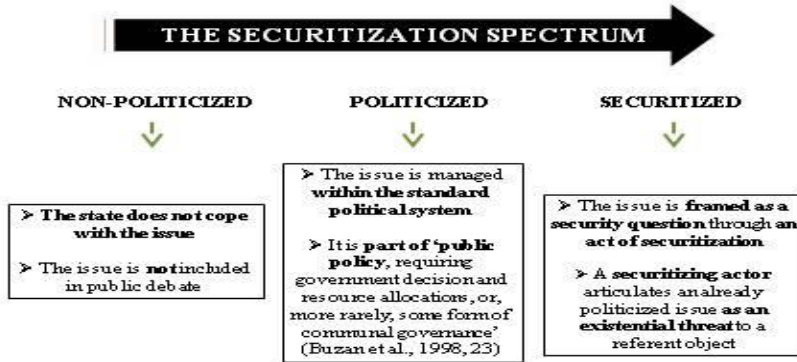 THE SECURITIZATION SPECTRUM
NON-POLITICIZED
POLITICIZED
SECURITIZED
➢ The state does not cope
with the issue
➢ The issue is not included
in public debate
➢ The issue is managed
within the standard
political system
➢ It is part of ‘public
policy, requiring
government decision and
resource allocations, or,
more rarely, some form of
communal governance’
(Buzan et al., 1998, 23)
➢ The issue is framed as a
security question through an
act of securitization
➢ A securitizing actor
articulates an already
politicized issue as an
existential threat to a
referent object